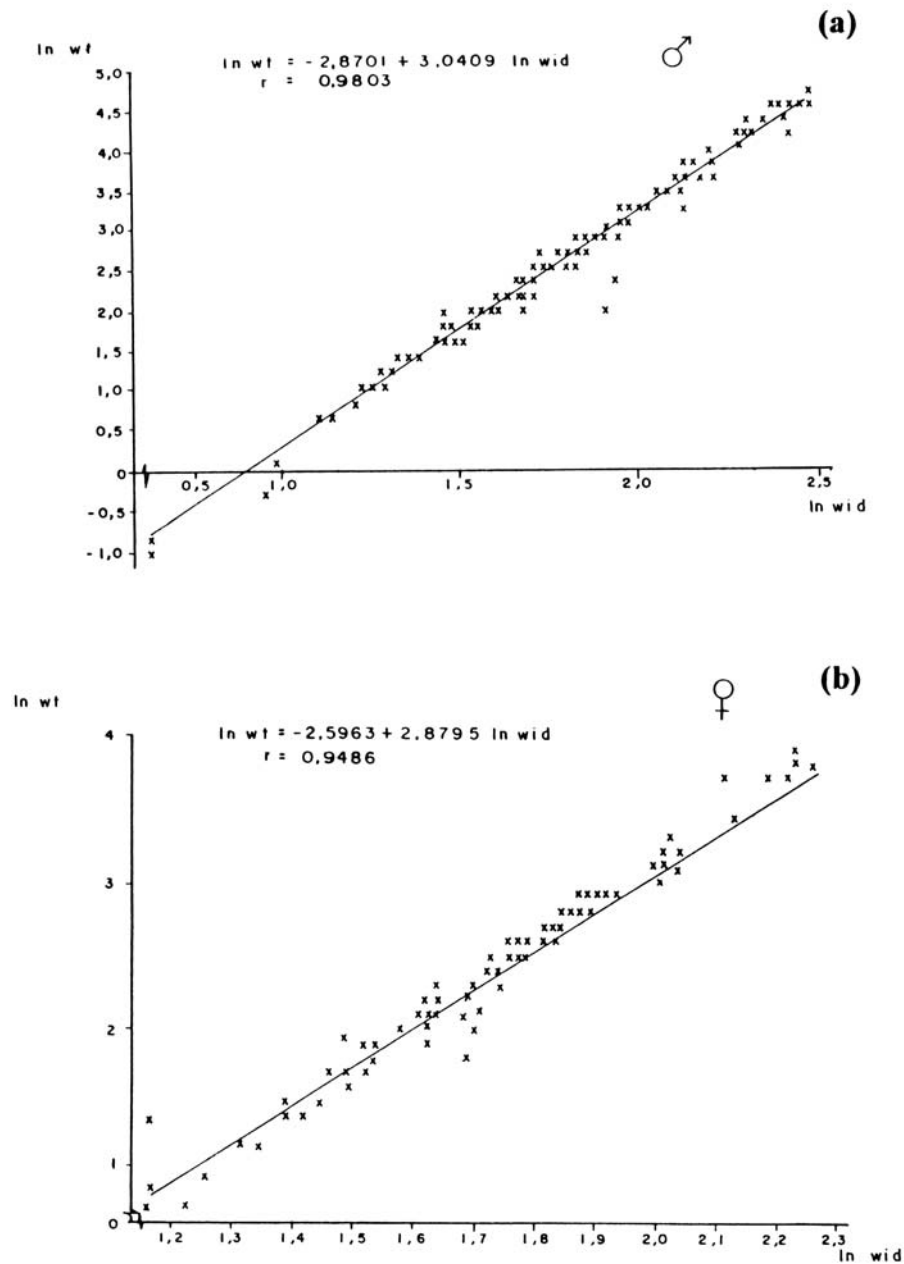 (a)
ln wt
ln wt = -2,8701 + 3,0409 ln wid
r = 0,9803
♂
5,0
4,5
3,5
3,0
2,5
2,0
1,5
1,0
0,5
0
-0,5
-1,0
0,5 1,0 1,5 2,0 2,5
ln wid
(b)
ln wt
♀
ln wt = -2,5963 + 2,8795 ln wid
r = 0,9486
4
3
2
1
0
1,2 1,3 1,4 1,5 1,6 1,7 1,8 1,9 2,0 2,1 2,2 2,3
ln wid